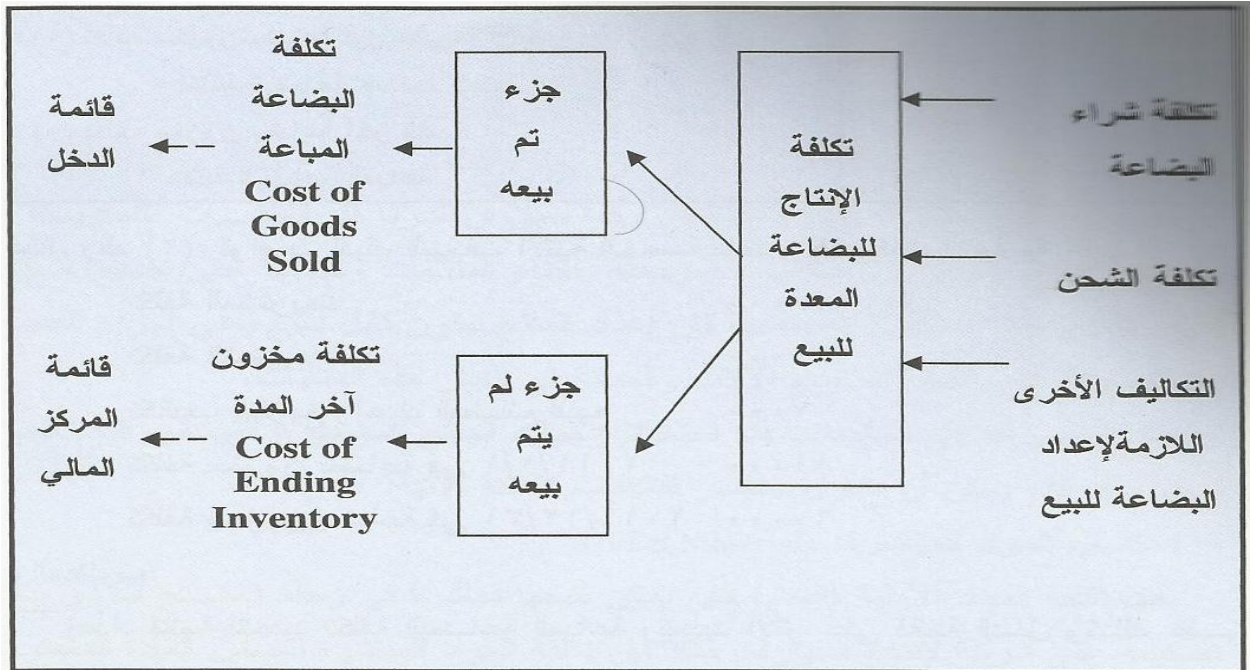 تكلفة شراء
البضاعة
تكلفة الشحن
التكاليف الأخرى
اللازمة لإعداد
البضاعة للبيع
تكلفة
الإنتاج
للبضاعة
المعدة
للبيع
جزء
تم
بيعه
تكلفة
البضاعة
المباعة
Cost of
Goods
Sold
قائمة
الدخل
جزء لم
يتم
بيعه
تكلفة مخزون
آخر المدة
Cost of
Ending
Inventory
قائمة
المركز
المالي